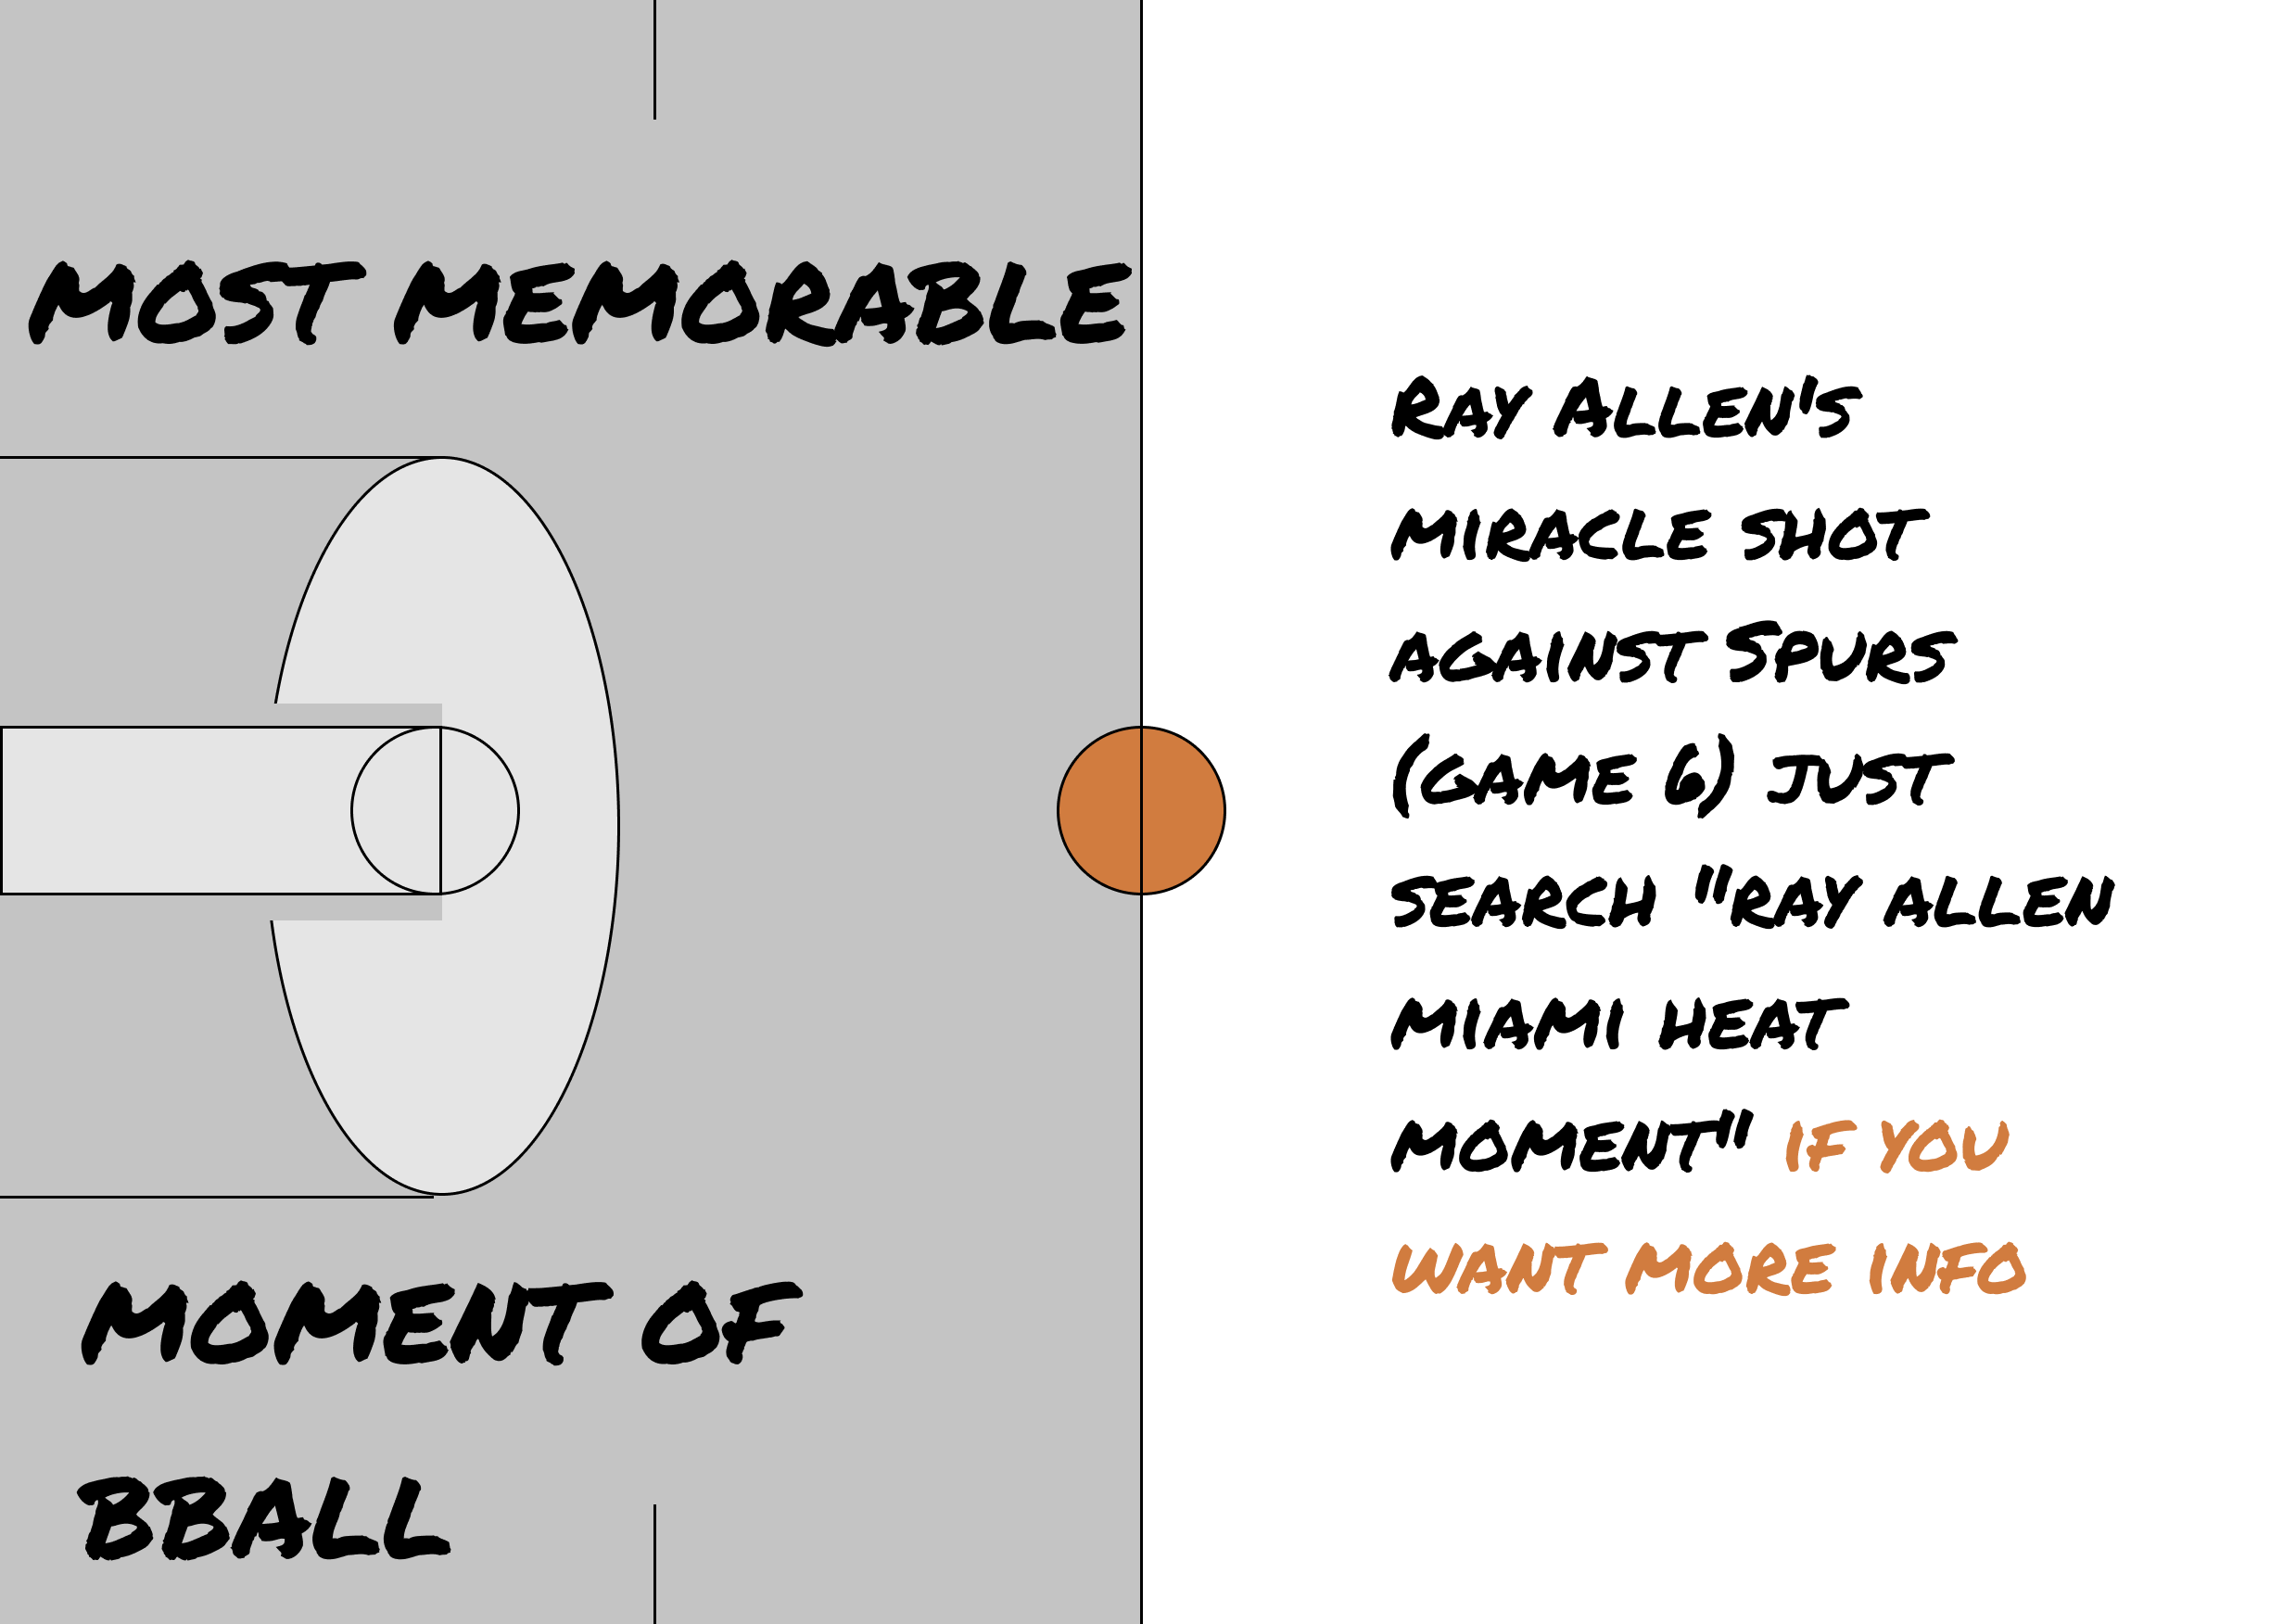 MOST MEMORABLE
MOMENT OF
BBALL
RAY ALLEN'S
MIRACLE SHOT
AGAINST SPURS
(GAME 6) JUST
SEARCH "RAY ALLEN
MIAMI HEAT
MOMENT" IF YOU
WANT MORE INFO